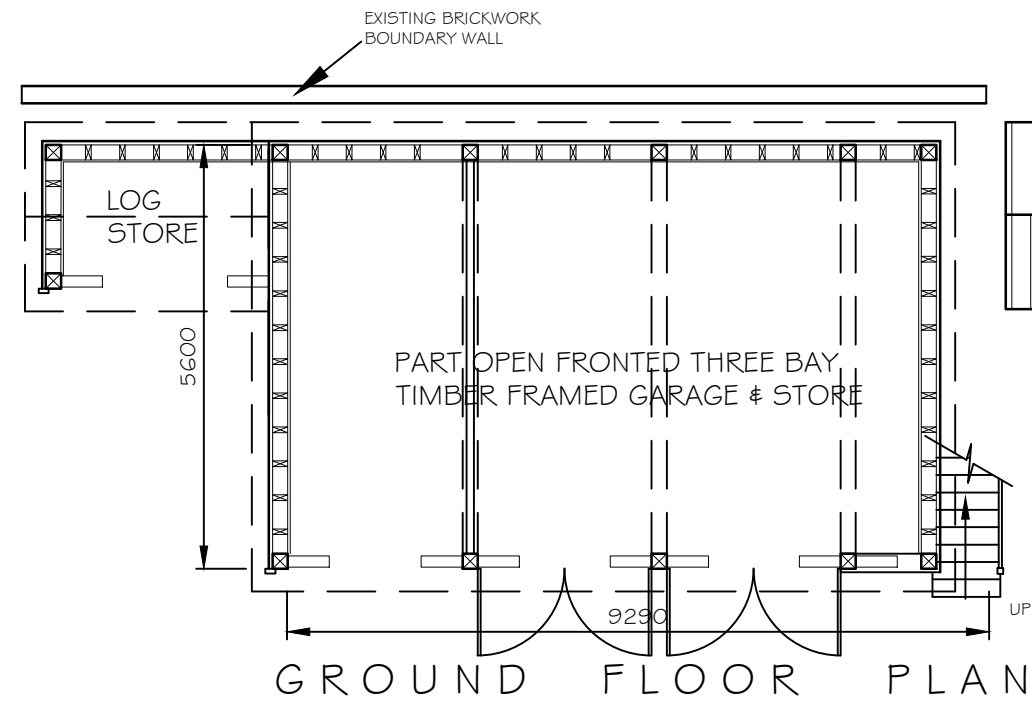 EXISTING BRICKWORK
BOUNDARY WALL
LOG
STORE
5600
PART OPEN FRONTED THREE BAY
TIMBER FRAMED GARAGE & STORE
UP
9290
GROUND FLOOR PLAN